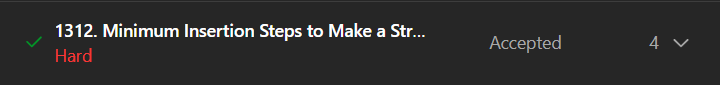 1312. Minimum Insertion Steps to Make a Str...
Hard
Accepted
4